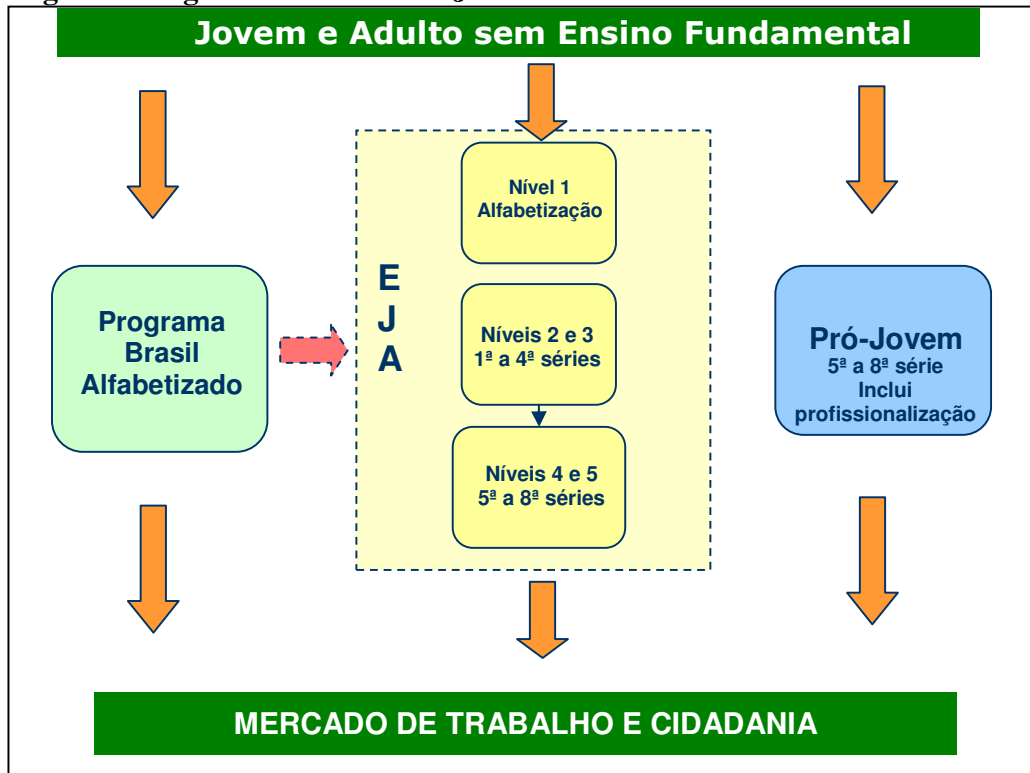 Jovem e Adulto sem Ensino Fundamental
Nível 1
Alfabetização
E
J
A
Programa
Brasil
Alfabetizado
Níveis 2 e 3
1ª a 4ª séries
Níveis 4 e 5
5ª a 8ª séries
Pró-Jovem
5ª a 8ª série
Inclui
profissionalização
MERCADO DE TRABALHO E CIDADANIA